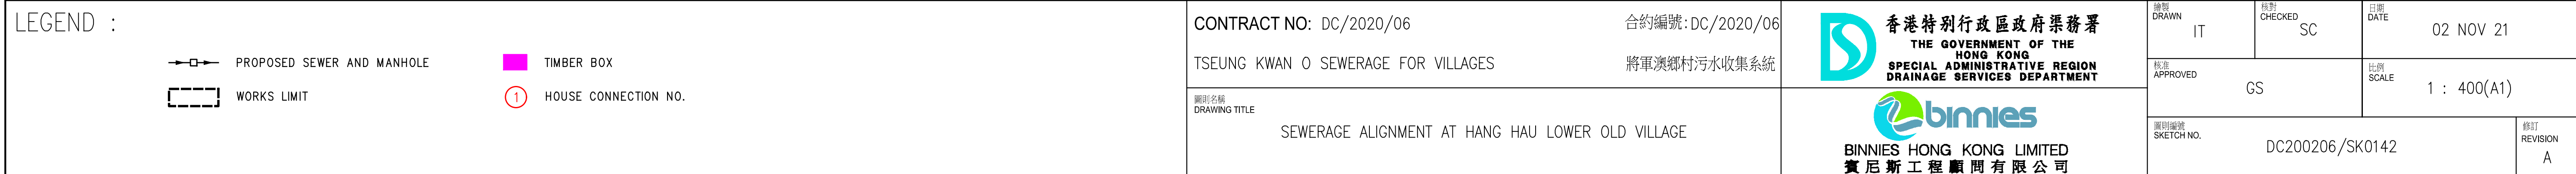 LEGEND :
PROPOSED SEWER AND MANHOLE
TIMBER BOX
WORKS LIMIT
1
HOUSE CONNECTION NO.
CONTRACT NO: DC/2020/06
合約編號:DC/2020/06
TSEUNG KWAN O SEWERAGE FOR VILLAGES
將軍澳鄉村污水收集系統
圖則名稱
DRAWING TITLE
SEWERAGE ALIGNMENT AT HANG HAU LOWER OLD VILLAGE
香港特別行政區政府渠務署
THE GOVERNMENT OF THE
HONG KONG
SPECIAL ADMINISTRATIVE REGION
DRAINAGE SERVICES DEPARTMENT
binnies
BINNIES HONG KONG LIMITED
賓尼斯工程顧問有限公司
繪製
DRAWN
IT
核對
CHECKED
SC
日期
DATE
02 NOV 21
核准
APPROVED
GS
比例
SCALE
1 : 400(A1)
圖則編號
SKETCH NO.
DC200206/SK0142
修訂
REVISION
A